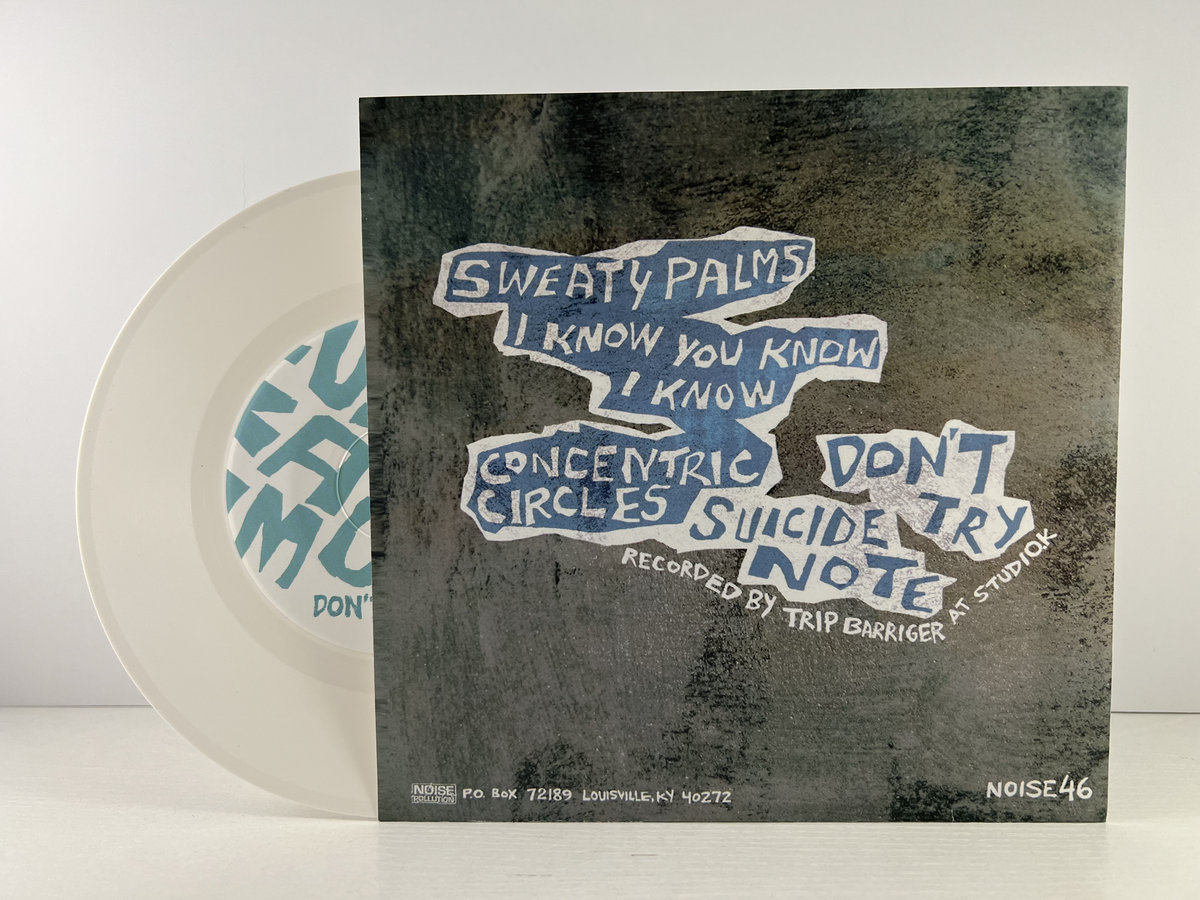 SWEATY PALMS
I KNOW YOU KNOW
I KNOW
CONCENTRIC
CIRCLES
DON'T
TRY
SUICIDE
NOTE
RECORDED BY TRIP BARRIGER AT STUDIO.K
NOISE
POLLUTION
P.O. BOX 72189 LOUISVILLE, KY 40272
NOISE46
DON'